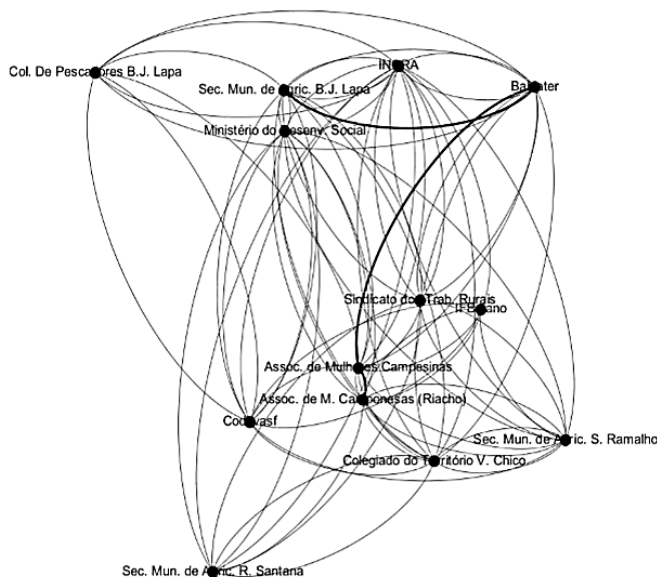 INCRA
Col. De Pescadores B.J. Lapa
Sec. Mun. de Agric. B.J. Lapa
Bahiater
Ministério do Desenv. Social
Sindicato dos Trab. Rurais
IF Baiano
Assoc. de Mulheres Campesinas
Assoc. de M. Camponesas (Riacho)
Codevasf
Sec. Mun. de Agric. S. Ramalho
Colegiado do Território V. Chico
Sec. Mun. de Agric. R. Santana